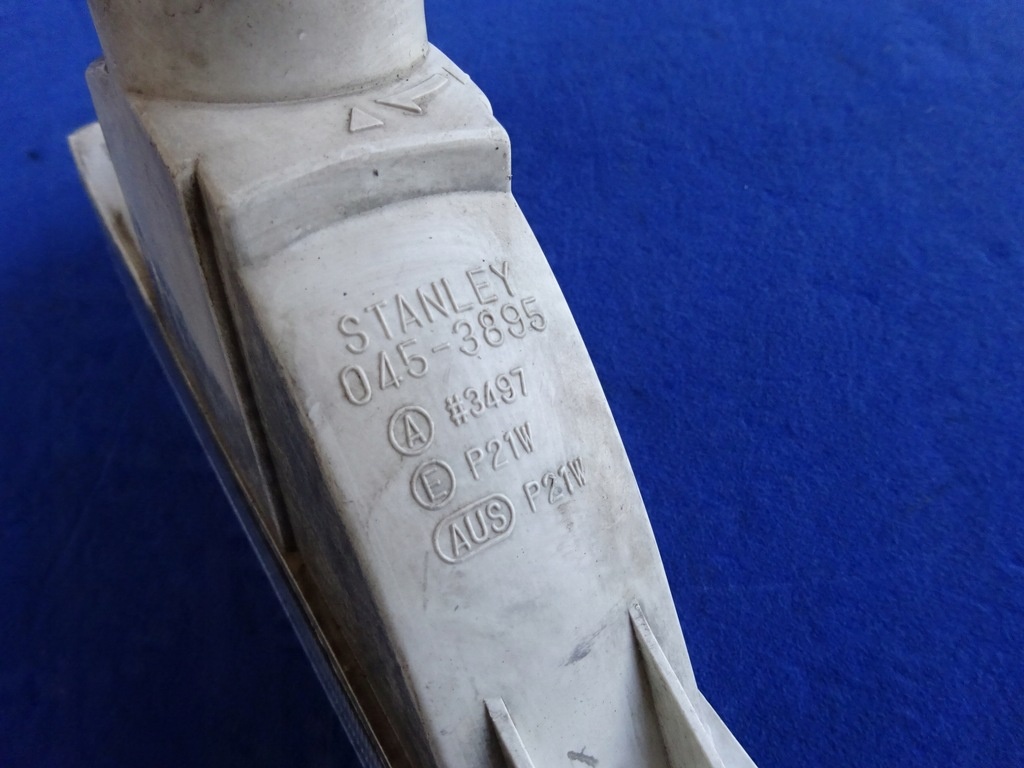 STANLEY
045-3895
A #3497
E P21W
AUS P21W